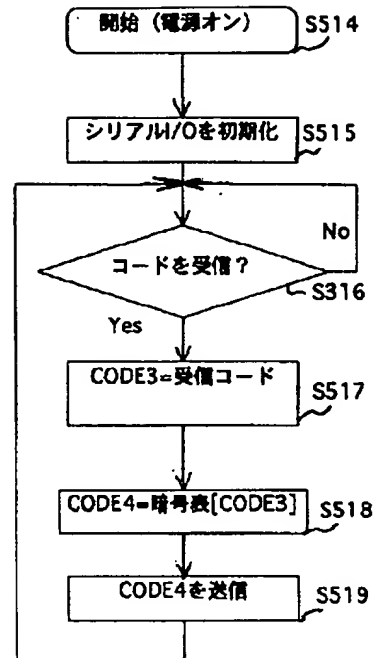 開始（電源オン） S514
シリアルI/Oを初期化 S515
No
コードを受信？
S316
Yes
CODE3=受信コード
S517
CODE4=暗号表[CODE3]
S518
CODE4を送信 S519